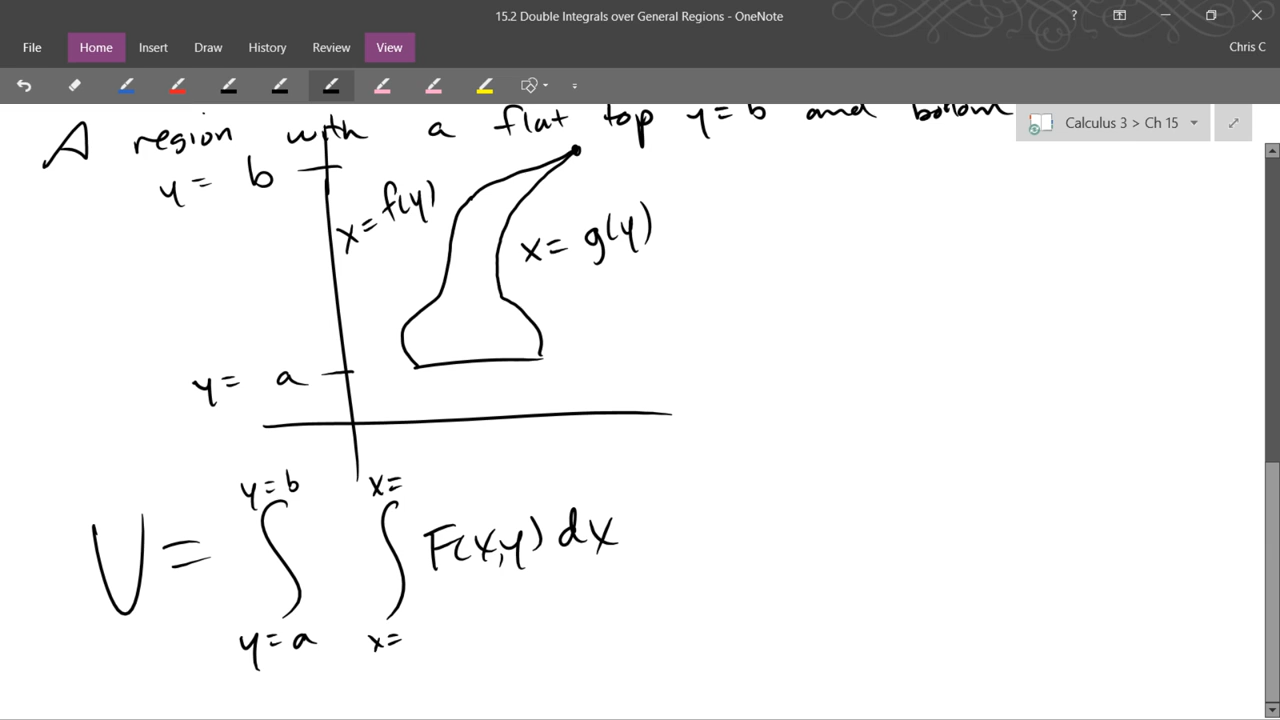 15.2 Double Integrals over General Regions - OneNote
?
File Home Insert Draw History Review View
Chris C
Calculus 3 > Ch 15
A region with a flat top y = b and bottom
y = b
x = f(y)
x = g(y)
y = a
y = b x =
V = ∫ ∫ F(x,y) dx
y = a x =